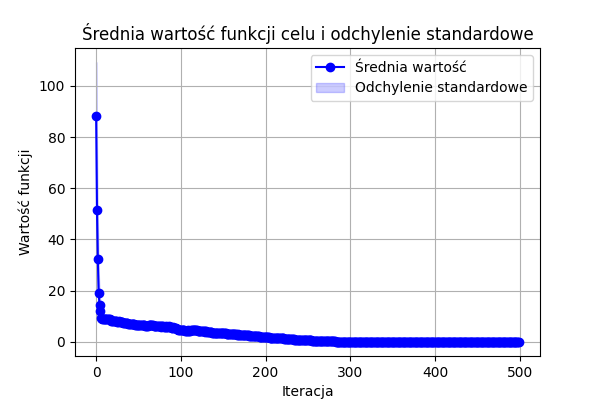 Średnia wartość funkcji celu i odchylenie standardowe
Średnia wartość
Odchylenie standardowe
Wartość funkcji
100
80
60
40
20
0
0 100 200 300 400 500
Iteracja